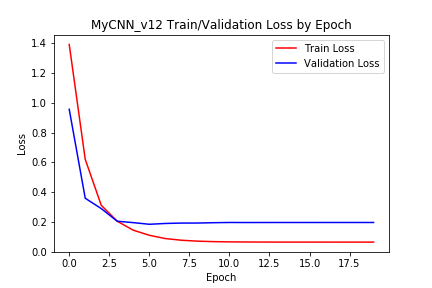 MyCNN_v12 Train/Validation Loss by Epoch
Train Loss
Validation Loss
Loss
1.4
1.2
1.0
0.8
0.6
0.4
0.2
0.0
0.0 2.5 5.0 7.5 10.0 12.5 15.0 17.5
Epoch